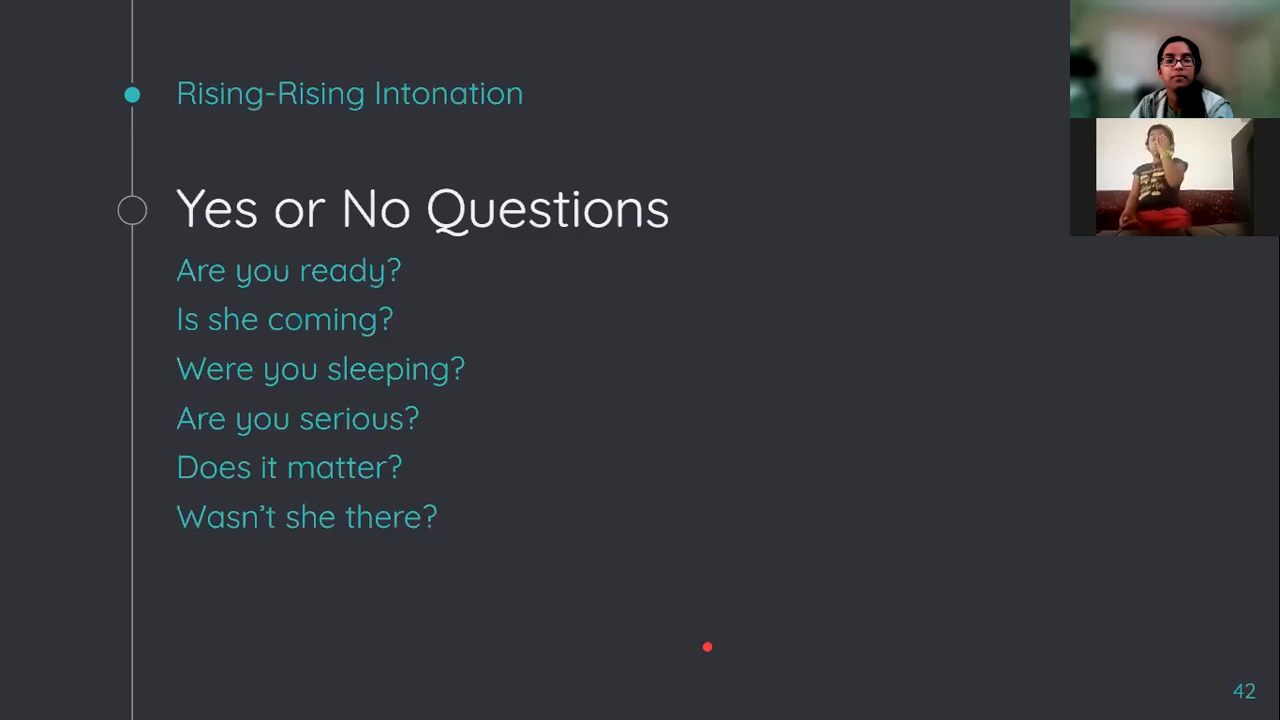 Rising-Rising Intonation
Yes or No Questions
Are you ready?
Is she coming?
Were you sleeping?
Are you serious?
Does it matter?
Wasn’t she there?
42